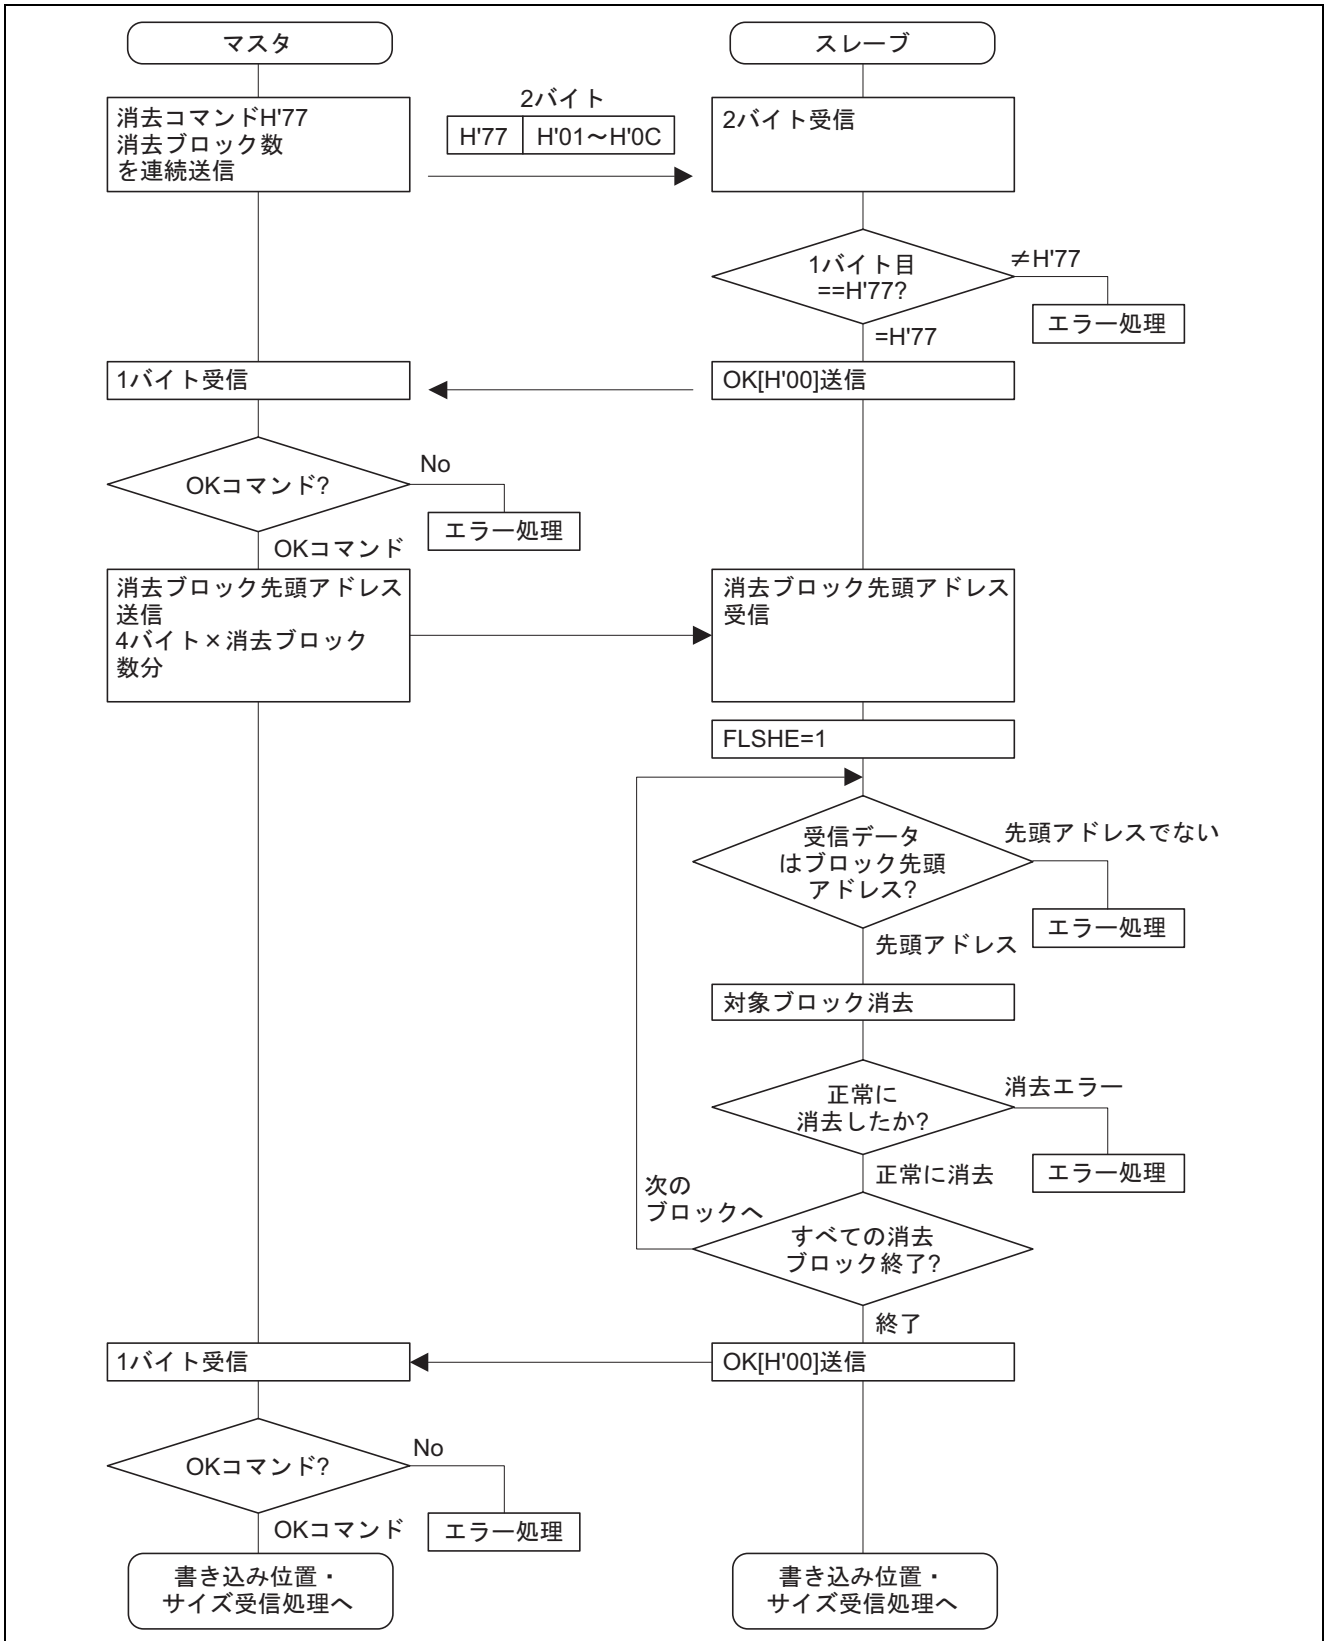 マスタ
スレーブ
消去コマンドH'77
消去ブロック数
を連続送信
2バイト
H'77 H'01～H'0C
2バイト受信
1バイト目
==H'77?
≠H'77
エラー処理
=H'77
1バイト受信
OK[H'00]送信
OKコマンド?
No
エラー処理
OKコマンド
消去ブロック先頭アドレス
送信
4バイト×消去ブロック
数分
消去ブロック先頭アドレス
受信
FLSHE=1
受信データ
はブロック先頭
アドレス?
先頭アドレスでない
エラー処理
先頭アドレス
対象ブロック消去
正常に
消去したか?
消去エラー
エラー処理
正常に消去
次の
ブロックへ
すべての消去
ブロック終了?
終了
1バイト受信
OK[H'00]送信
OKコマンド?
No
エラー処理
OKコマンド
書き込み位置・
サイズ受信処理へ
書き込み位置・
サイズ受信処理へ